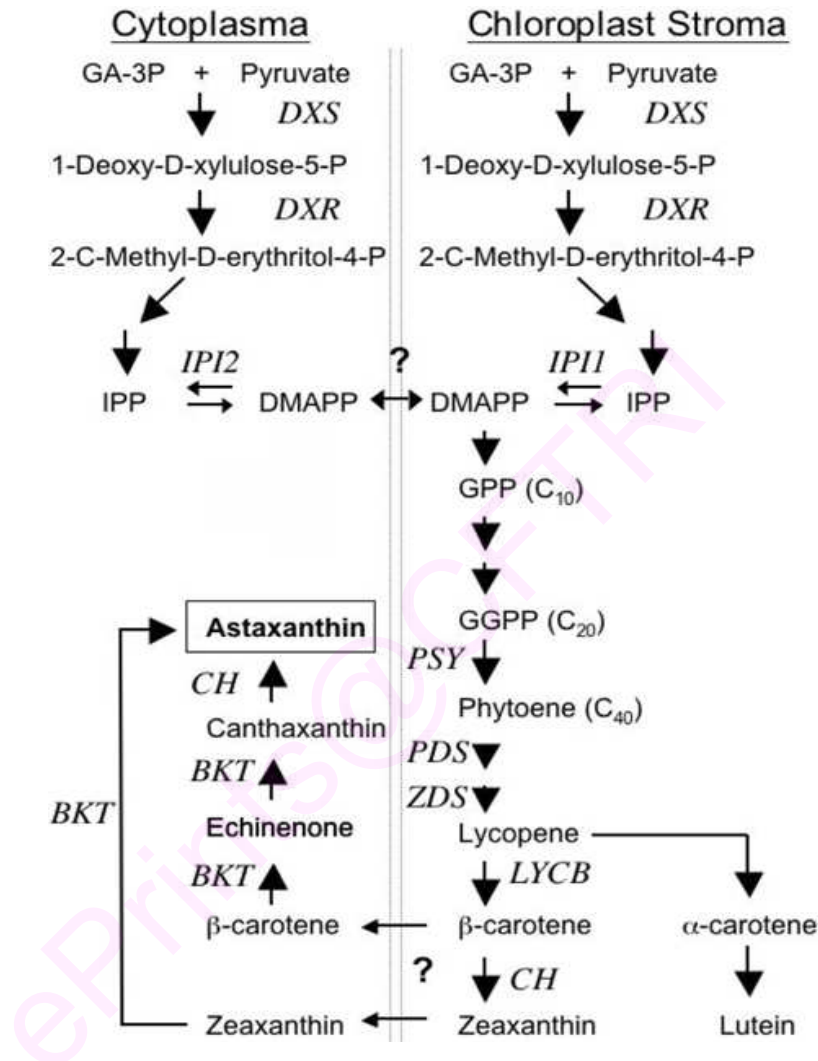 Cytoplasma
GA-3P + Pyruvate
DXS
1-Deoxy-D-xylulose-5-P
DXR
2-C-Methyl-D-erythritol-4-P
IPI2
IPP
DMAPP
?
Chloroplast Stroma
GA-3P + Pyruvate
DXS
1-Deoxy-D-xylulose-5-P
DXR
2-C-Methyl-D-erythritol-4-P
IPI1
DMAPP
IPP
GPP (C10)
GGPP (C20)
PSY
Phytoene (C40)
PDS
ZDS
Lycopene
LYCB
β-carotene
α-carotene
?
CH
Zeaxanthin
Lutein
Astaxanthin
CH
Canthaxanthin
BKT
BKT
Echinenone
BKT
β-carotene
Zeaxanthin
ePrints@CFTRI